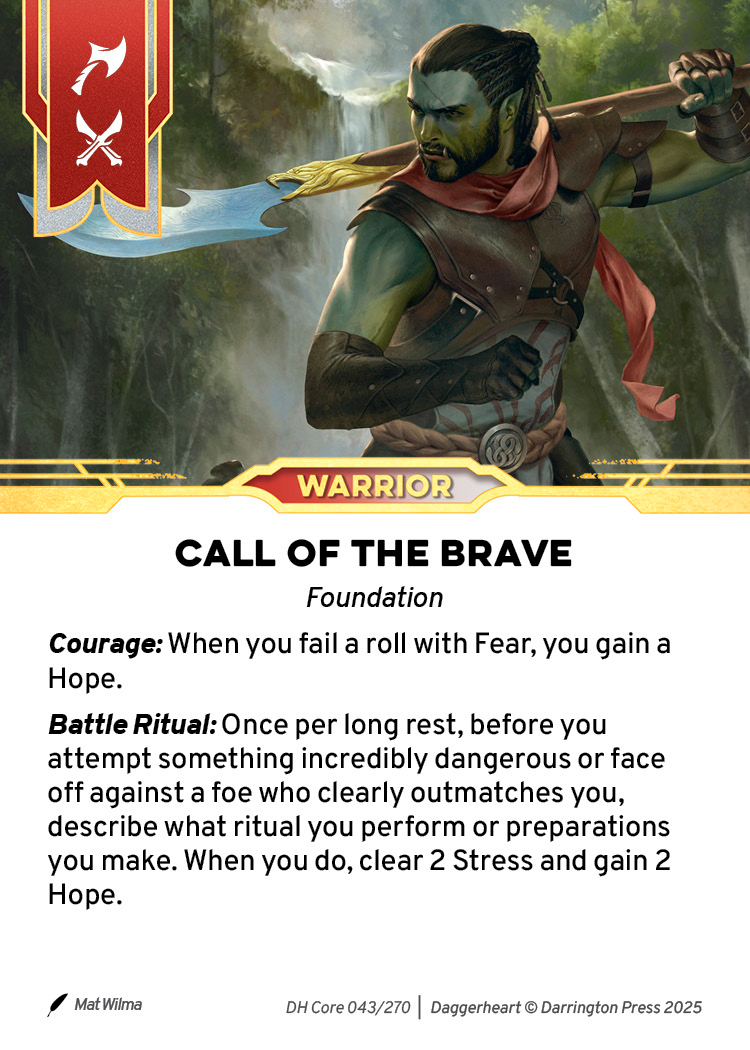 WARRIOR
CALL OF THE BRAVE
Foundation
Courage: When you fail a roll with Fear, you gain a
Hope.
Battle Ritual: Once per long rest, before you
attempt something incredibly dangerous or face
off against a foe who clearly outmatches you,
describe what ritual you perform or preparations
you make. When you do, clear 2 Stress and gain 2
Hope.
Mat Wilma
DH Core 043/270 | Daggerheart © Darrington Press 2025